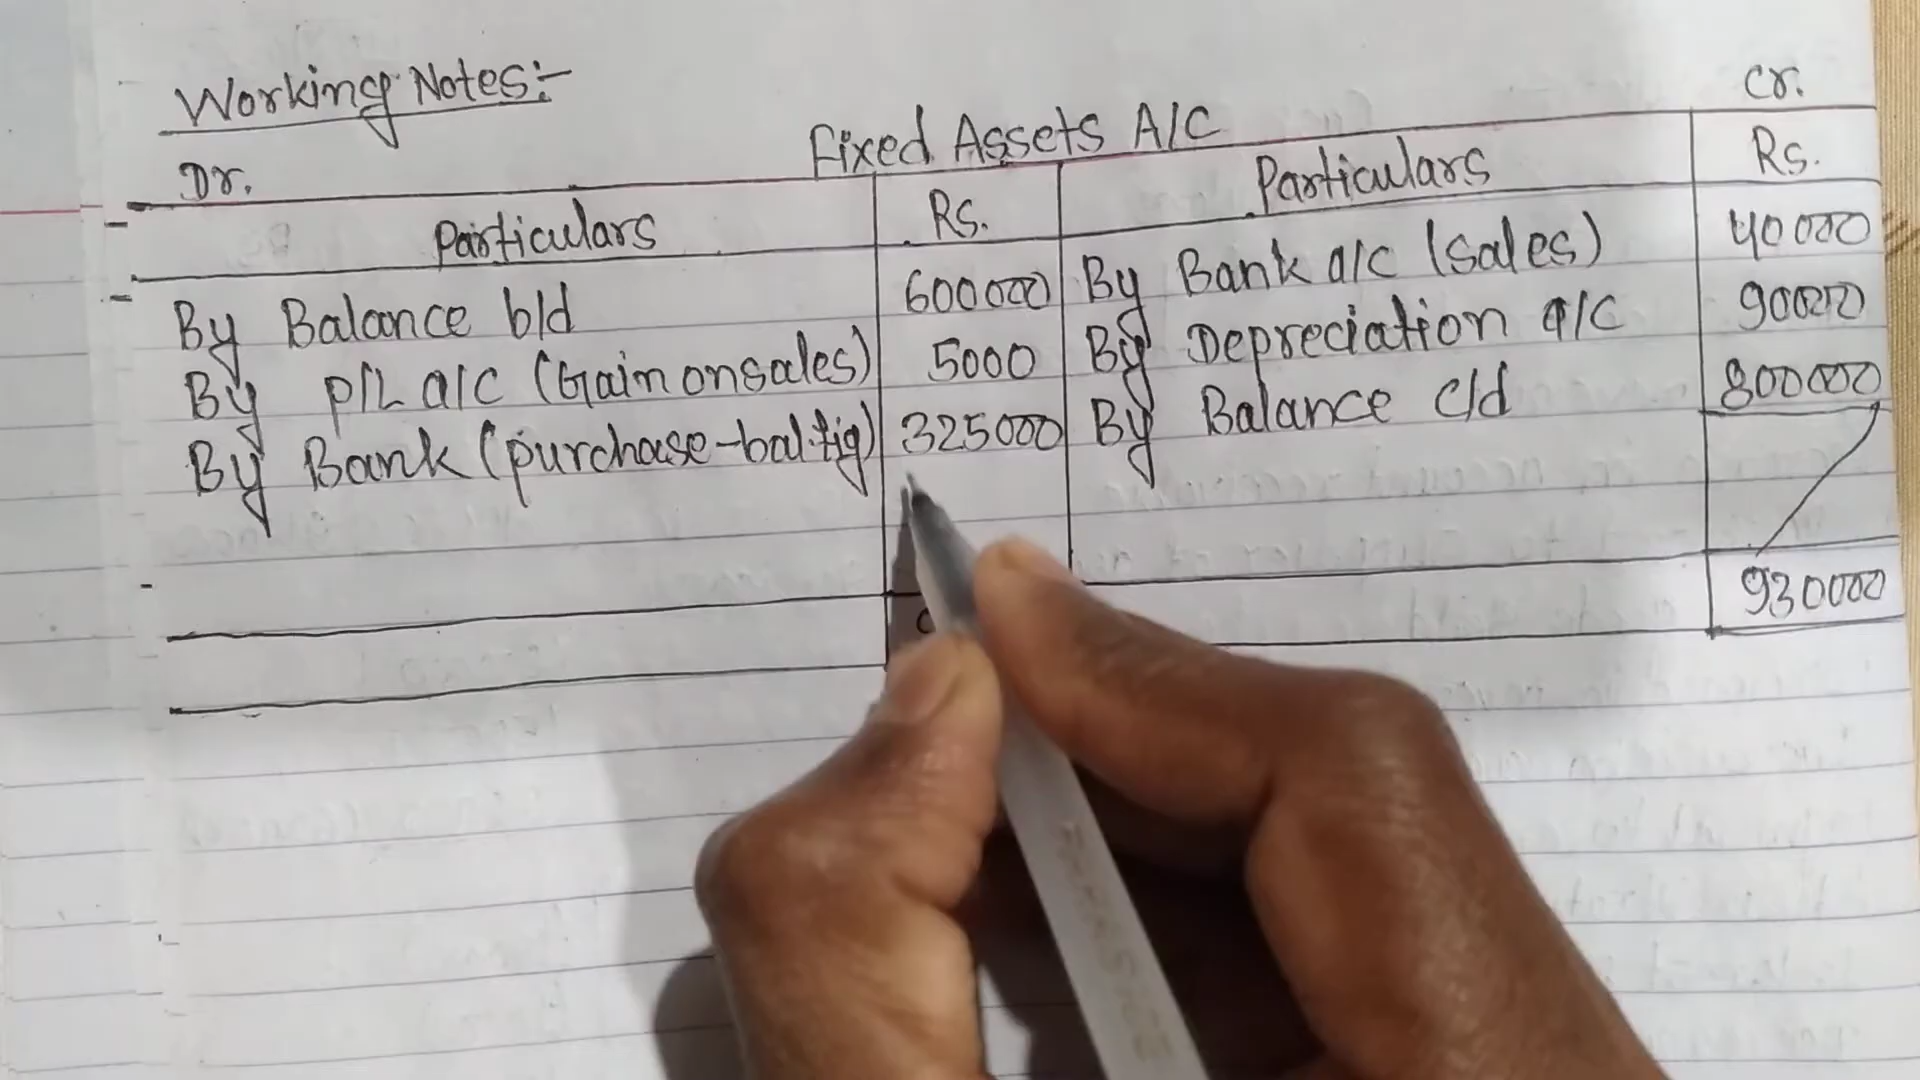 Working Notes:-
Dr. Fixed Assets A/C Cr.
Particulars Rs. Particulars Rs.
By Balance b/d 600000 By Bank a/c (Sales) 40000
By P/L a/c (Gain on sales) 5000 By Depreciation a/c 90000
By Bank (purchase-bal.fig) 325000 By Balance c/d 800000
930000